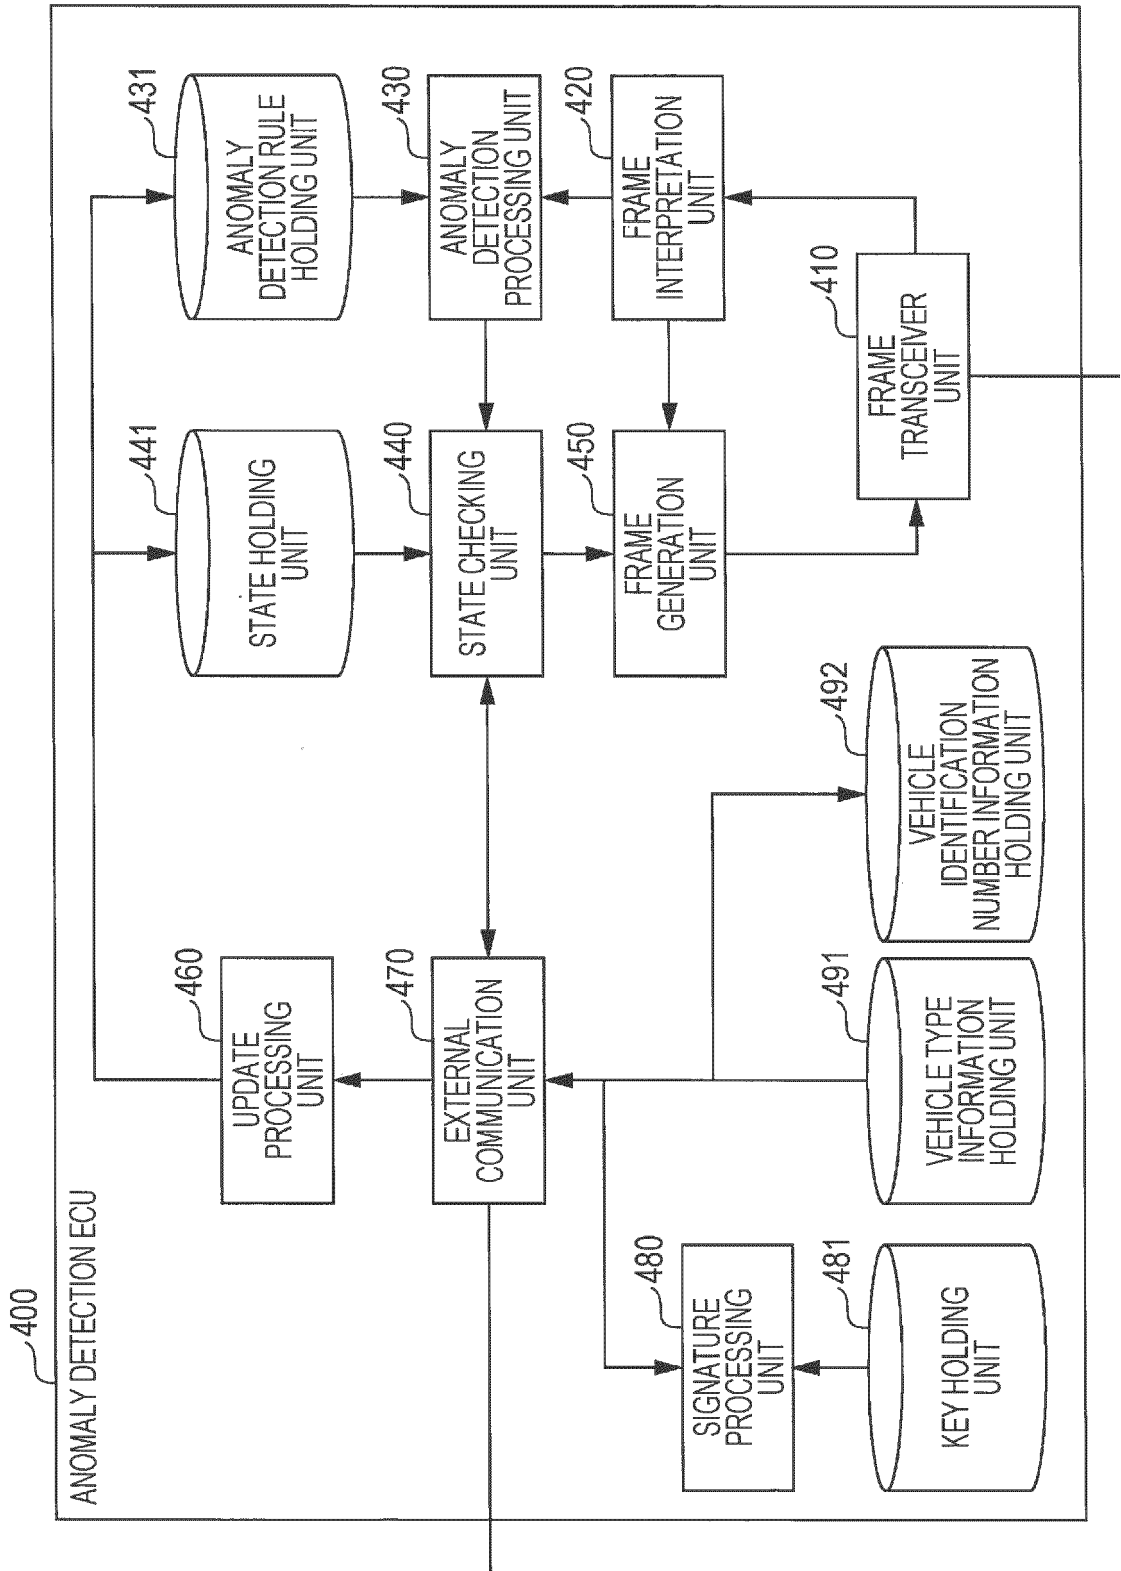 400
ANOMALY DETECTION ECU
460
UPDATE
PROCESSING
UNIT
441
STATE HOLDING
UNIT
431
ANOMALY
DETECTION RULE
HOLDING UNIT
470
EXTERNAL
COMMUNICATION
UNIT
440
STATE CHECKING
UNIT
430
ANOMALY
DETECTION
PROCESSING UNIT
480
SIGNATURE
PROCESSING
UNIT
450
FRAME
GENERATION
UNIT
420
FRAME
INTERPRETATION
UNIT
481
KEY HOLDING
UNIT
491
VEHICLE TYPE
INFORMATION
HOLDING UNIT
492
VEHICLE
IDENTIFICATION
NUMBER INFORMATION
HOLDING UNIT
410
FRAME
TRANSCEIVER
UNIT